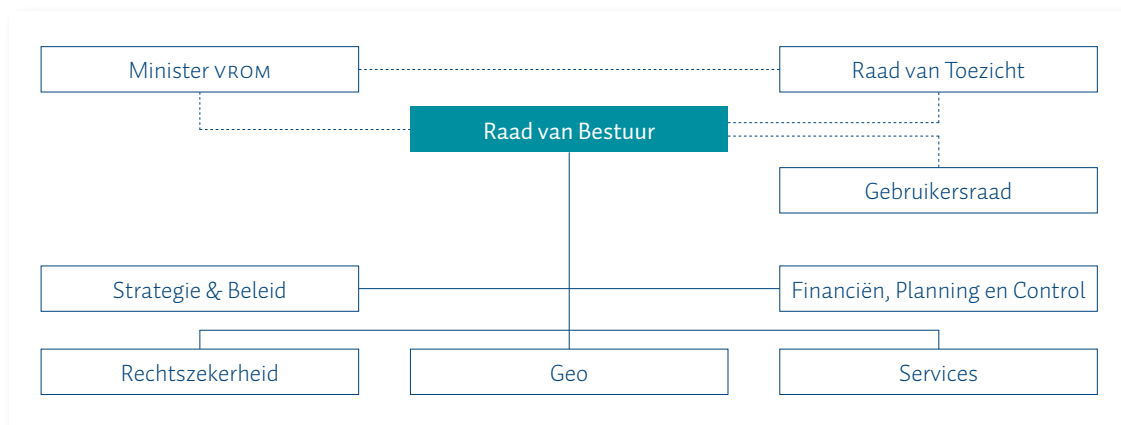 Minister VROM
Raad van Toezicht
Raad van Bestuur
Gebruikersraad
Strategie & Beleid
Financiën, Planning en Control
Rechtszekerheid
Geo
Services